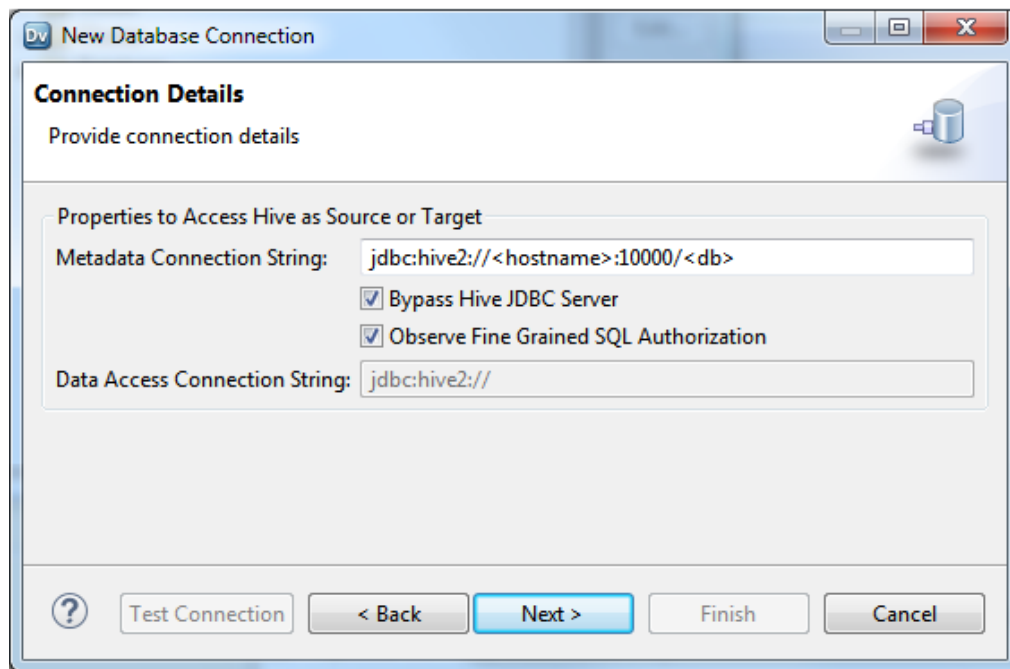 Dv New Database Connection
Connection Details
Provide connection details
Properties to Access Hive as Source or Target
Metadata Connection String: jdbc:hive2://<hostname>:10000/<db>
Bypass Hive JDBC Server
Observe Fine Grained SQL Authorization
Data Access Connection String: jdbc:hive2://
? Test Connection < Back Next > Finish Cancel